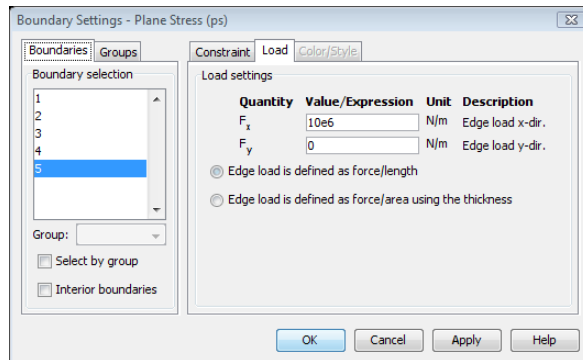 Boundary Settings - Plane Stress (ps)
Boundaries Groups
Constraint Load Color/Style
Boundary selection
1
2
3
4
5
Group:
Select by group
Interior boundaries
Load settings
Quantity Value/Expression Unit Description
Fx 10e6 N/m Edge load x-dir.
Fy 0 N/m Edge load y-dir.
Edge load is defined as force/length
Edge load is defined as force/area using the thickness
OK Cancel Apply Help